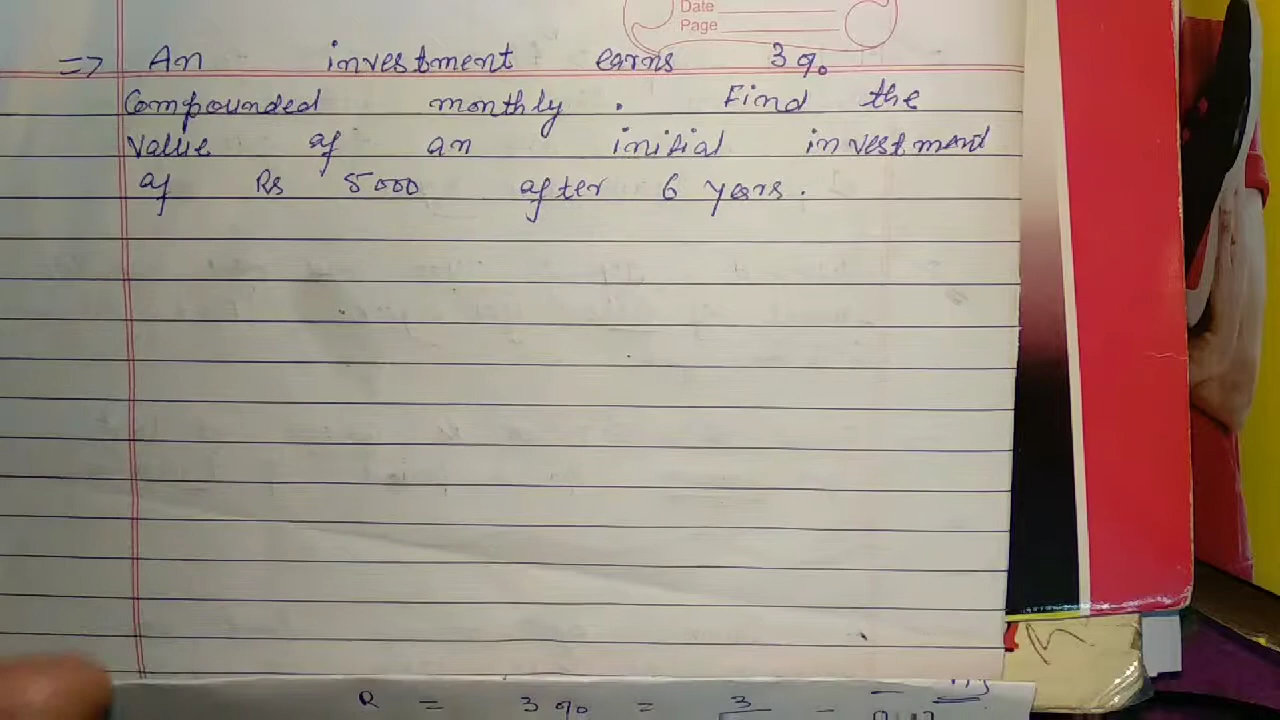 Date
Page
=> An investment earns 3%
Compounded monthly . Find the
Value of an initial investment
of Rs 5000 after 6 years.
R = 3% = 3